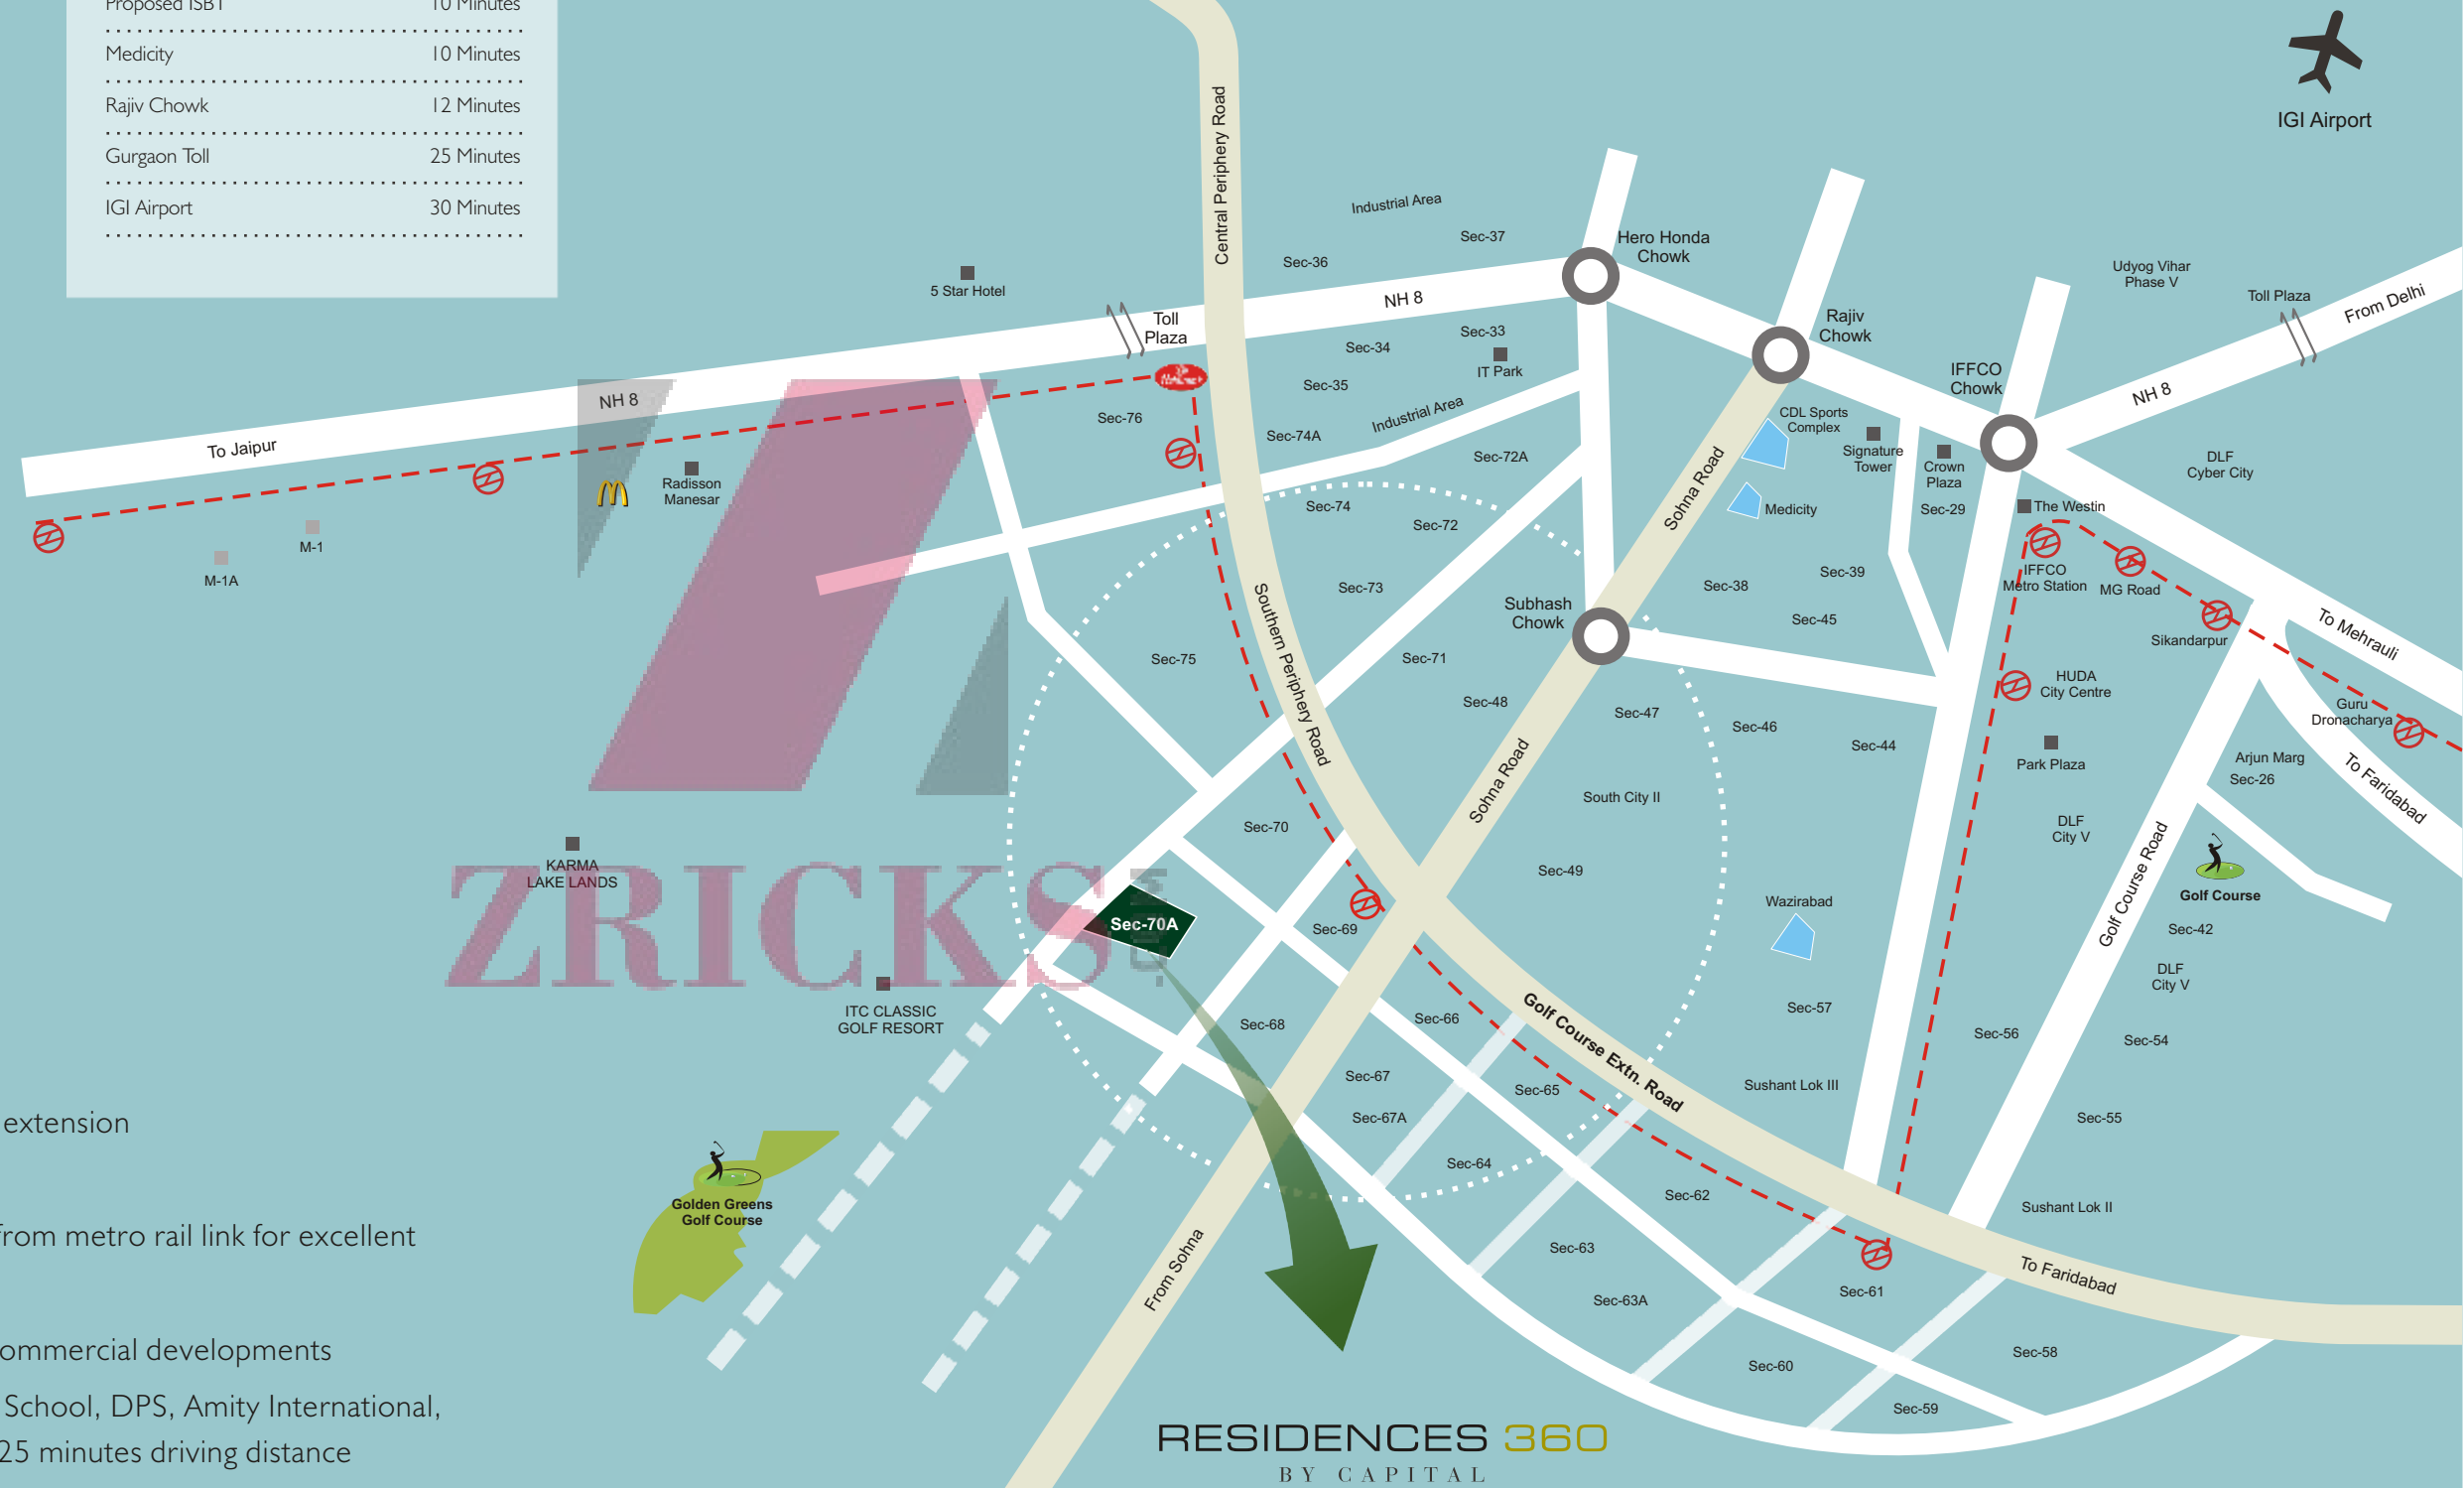 Proposed ISBT 10 Minutes
Medicity 10 Minutes
Rajiv Chowk 12 Minutes
Gurgaon Toll 25 Minutes
IGI Airport 30 Minutes
IGI Airport
Central Periphery Road
Industrial Area
Sec-37
Sec-36
Hero Honda
Chowk
5 Star Hotel
Toll
Plaza
NH 8
Rajiv
Chowk
Udyog Vihar
Phase V
Toll Plaza
From Delhi
NH 8
IFFCO
Chowk
Sec-33
Sec-34
IT Park
Sec-35
Industrial Area
Sec-76
Sec-74A
Sec-72A
NH 8
To Jaipur
Radisson
Manesar
M-1
M-1A
CDL Sports
Complex
Signature
Tower
Crown
Plaza
Sec-29
DLF
Cyber City
The Westin
Medicity
Sohna Road
Sec-74
Sec-72
Sec-73
Sec-38
Sec-39
Sec-45
IFFCO
Metro Station
MG Road
Sikandarpur
To Mehrauli
Subhash
Chowk
Southern Periphery Road
Sec-75
Sec-71
Sec-48
Sec-47
Sec-46
Sec-44
HUDA
City Centre
Guru
Dronacharya
Park Plaza
Arjun Marg
Sec-26
To Faridabad
Sohna Road
South City II
Sec-70
DLF
City V
Golf Course Road
Golf Course
KARMA
LAKE LANDS
ZRICKS
Sec-70A
Sec-49
Sec-69
Wazirabad
Sec-42
DLF
City V
ITC CLASSIC
GOLF RESORT
Sec-68
Sec-66
Golf Course Extn. Road
Sec-57
Sec-56
Sec-54
Sec-67
Sec-65
Sushant Lok III
Sec-67A
Sec-55
Sec-64
Sec-62
Sushant Lok II
Golden Greens
Golf Course
From Sohna
Sec-63
Sec-63A
Sec-61
To Faridabad
Sec-60
Sec-58
Sec-59
extension
from metro rail link for excellent
ommercial developments
School, DPS, Amity International,
25 minutes driving distance
RESIDENCES 360
BY CAPITAL